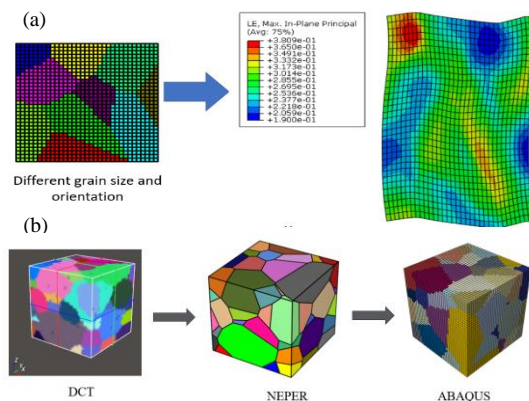 (a)
LE, Max. In-Plane Principal
(Avg: 75%)
+3.809e-01
+3.650e-01
+3.491e-01
+3.332e-01
+3.173e-01
+3.014e-01
+2.855e-01
+2.695e-01
+2.536e-01
+2.377e-01
+2.218e-01
+2.059e-01
+1.900e-01
Different grain size and
orientation
(b)
DCT
NEPER
ABAQUS